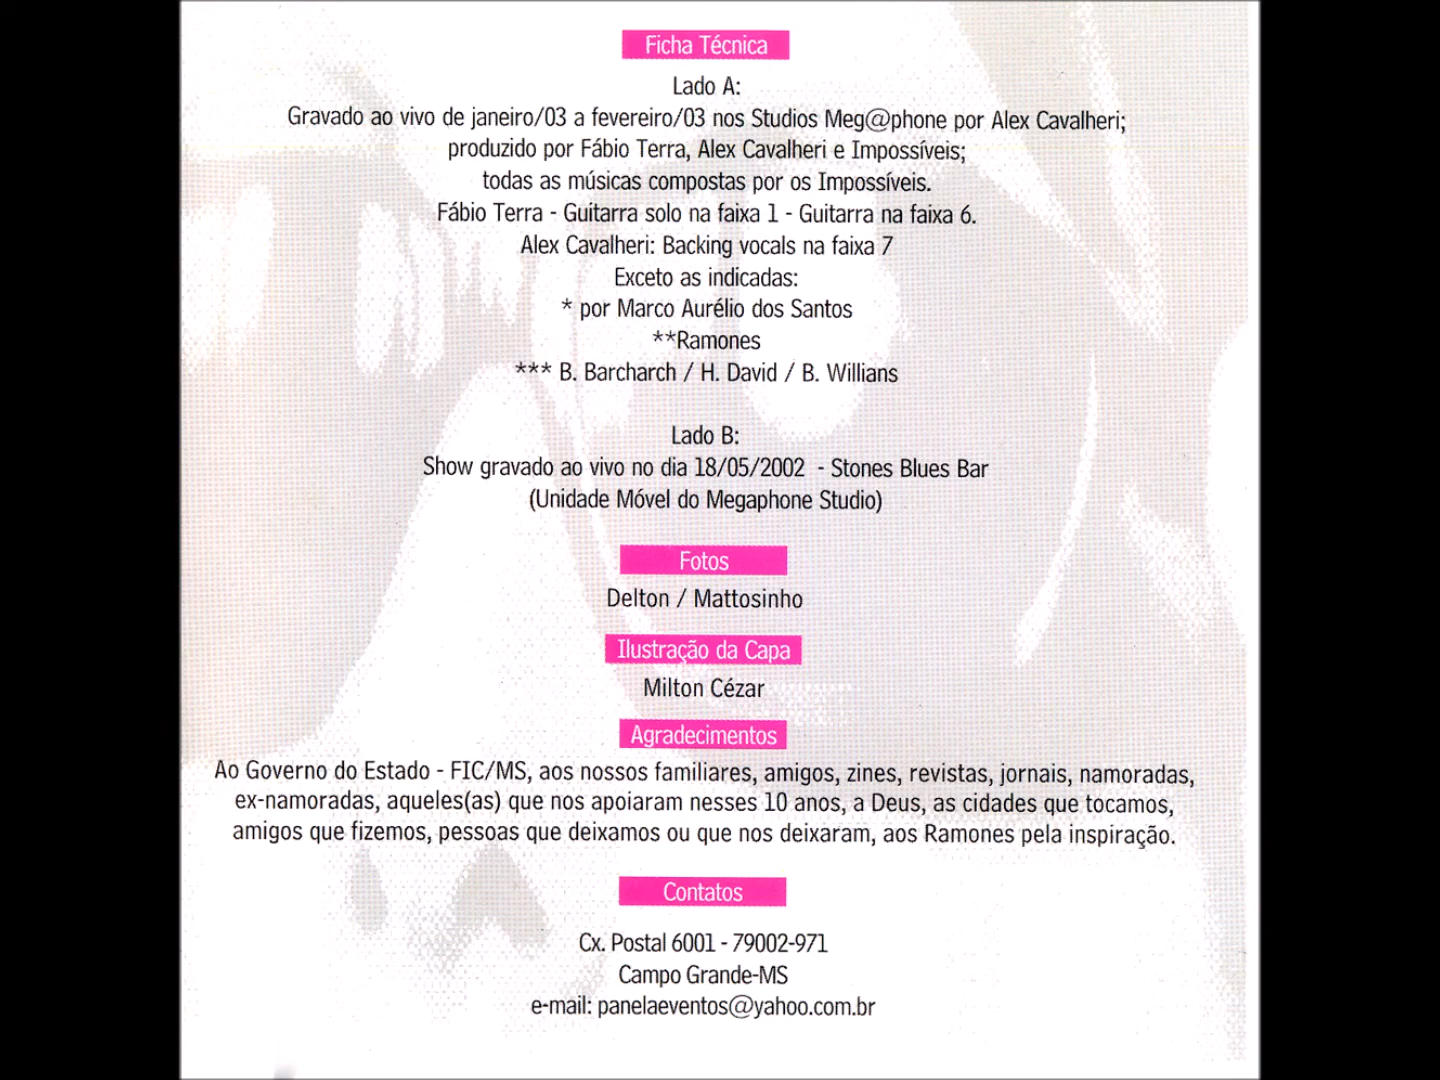 Ficha Técnica
Lado A:
Gravado ao vivo de janeiro/03 a fevereiro/03 nos Studios Meg@phone por Alex Cavalheri;
produzido por Fábio Terra, Alex Cavalheri e Impossíveis;
todas as músicas compostas por os Impossíveis.
Fábio Terra - Guitarra solo na faixa 1 - Guitarra na faixa 6.
Alex Cavalheri: Backing vocals na faixa 7
Exceto as indicadas:
* por Marco Aurélio dos Santos
**Ramones
*** B. Barcharch / H. David / B. Willians
Lado B:
Show gravado ao vivo no dia 18/05/2002 - Stones Blues Bar
(Unidade Móvel do Megaphone Studio)
Fotos
Delton / Mattosinho
Ilustração da Capa
Milton Cézar
Agradecimentos
Ao Governo do Estado - FIC/MS, aos nossos familiares, amigos, zines, revistas, jornais, namoradas,
ex-namoradas, aqueles(as) que nos apoiaram nesses 10 anos, a Deus, as cidades que tocamos,
amigos que fizemos, pessoas que deixamos ou que nos deixaram, aos Ramones pela inspiração.
Contatos
Cx. Postal 6001 - 79002-971
Campo Grande-MS
e-mail: panelaeventos@yahoo.com.br